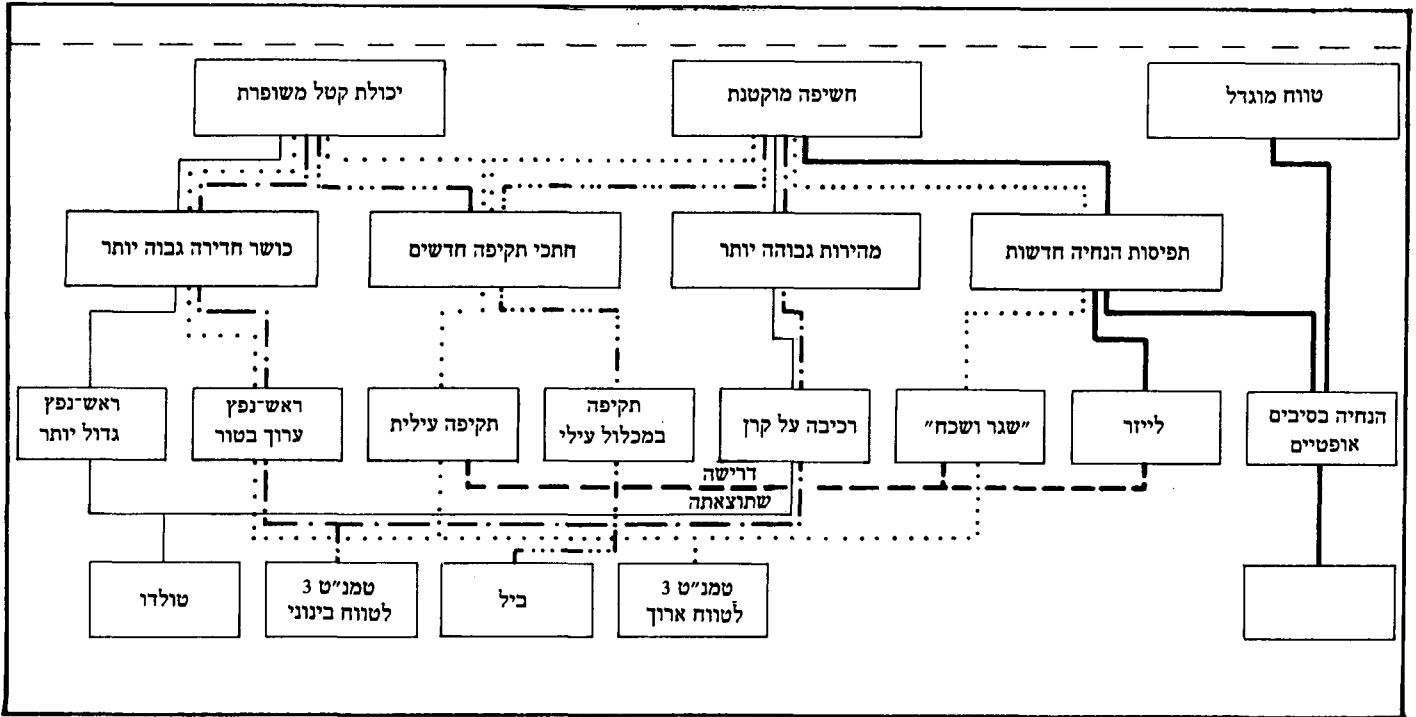 טווח מוגדל
חשיפה מוקטנת
יכולת קטל משופרת
תפיסות הנחיה חדשות
מהירות גבוהה יותר
חתכי תקיפה חדשים
כושר חדירה גבוה יותר
הנחיה בסיבים
אופטיים
לייזר
״שגר ושכח״
רכיבה על קרן
תקיפה
במכלול עילי
תקיפה עילית
ראש־נפץ
ערוך בטור
ראש־נפץ
גדול יותר
דרישה
שתוצאתה
טמנ״ט 3
לטווח ארוך
ביל
טמנ״ט 3
לטווח בינוני
טולדו